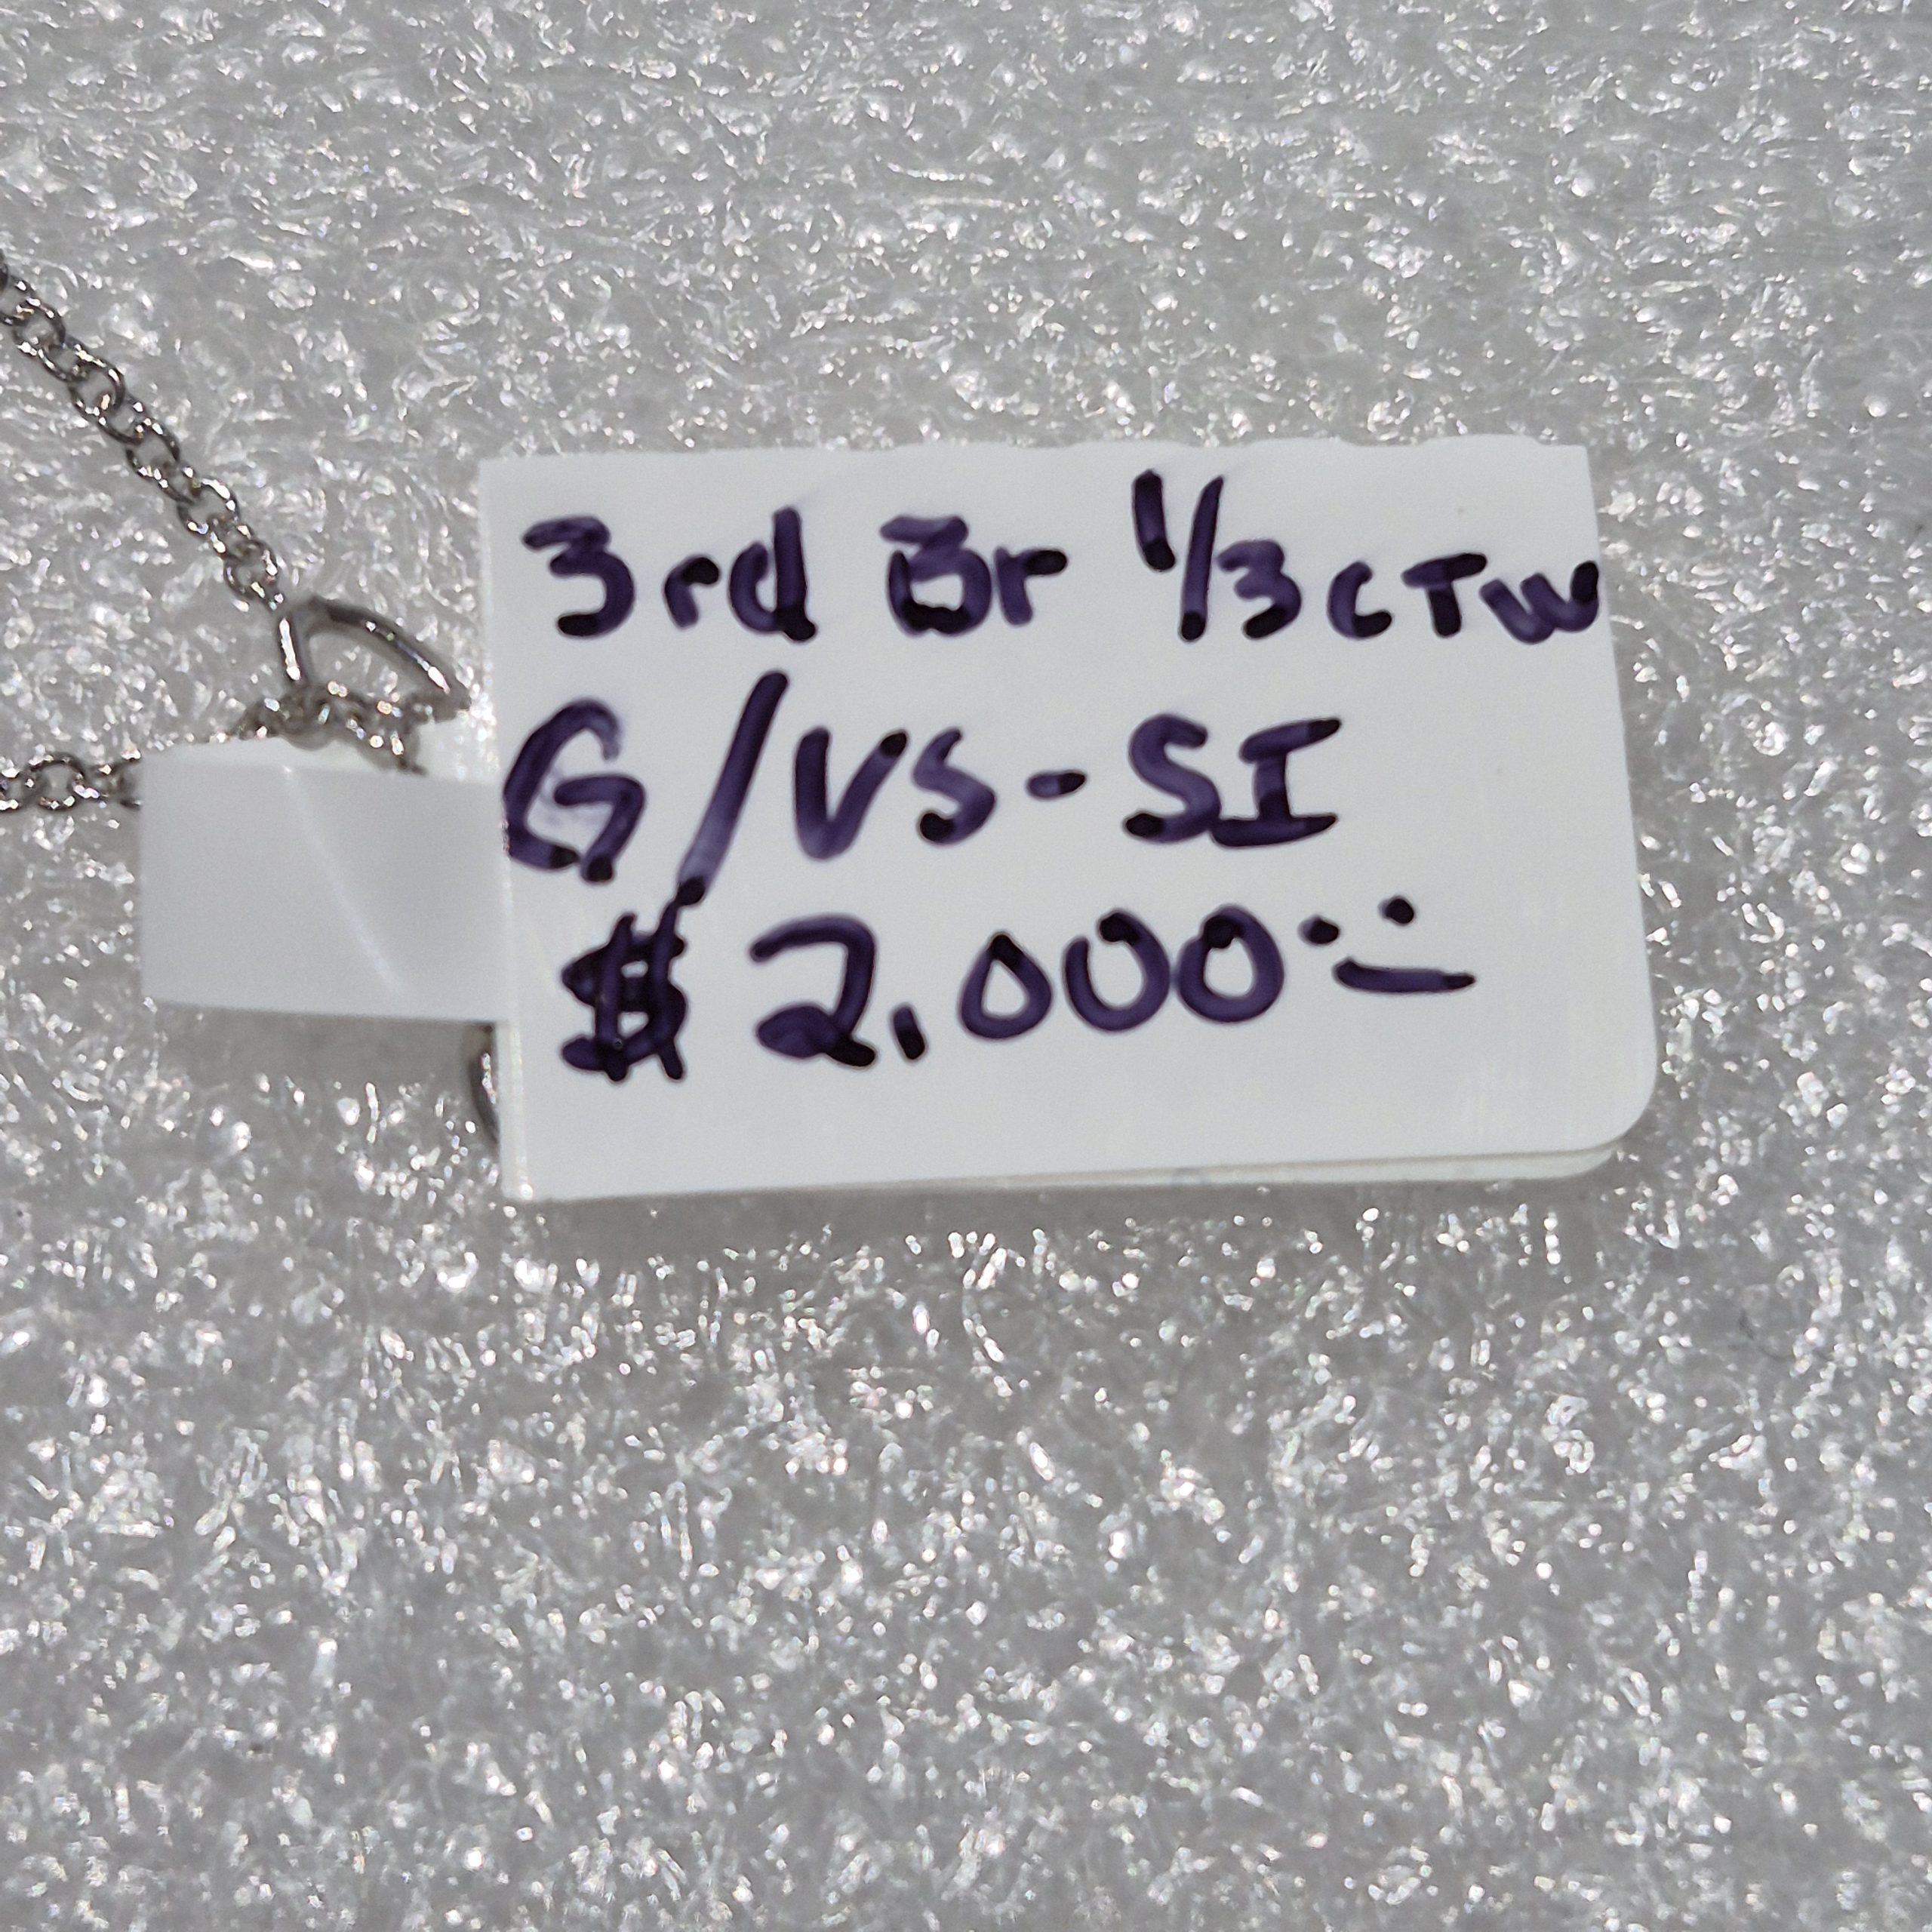 3rd Br 1/3 CTW
G/VS-SI
$2,000